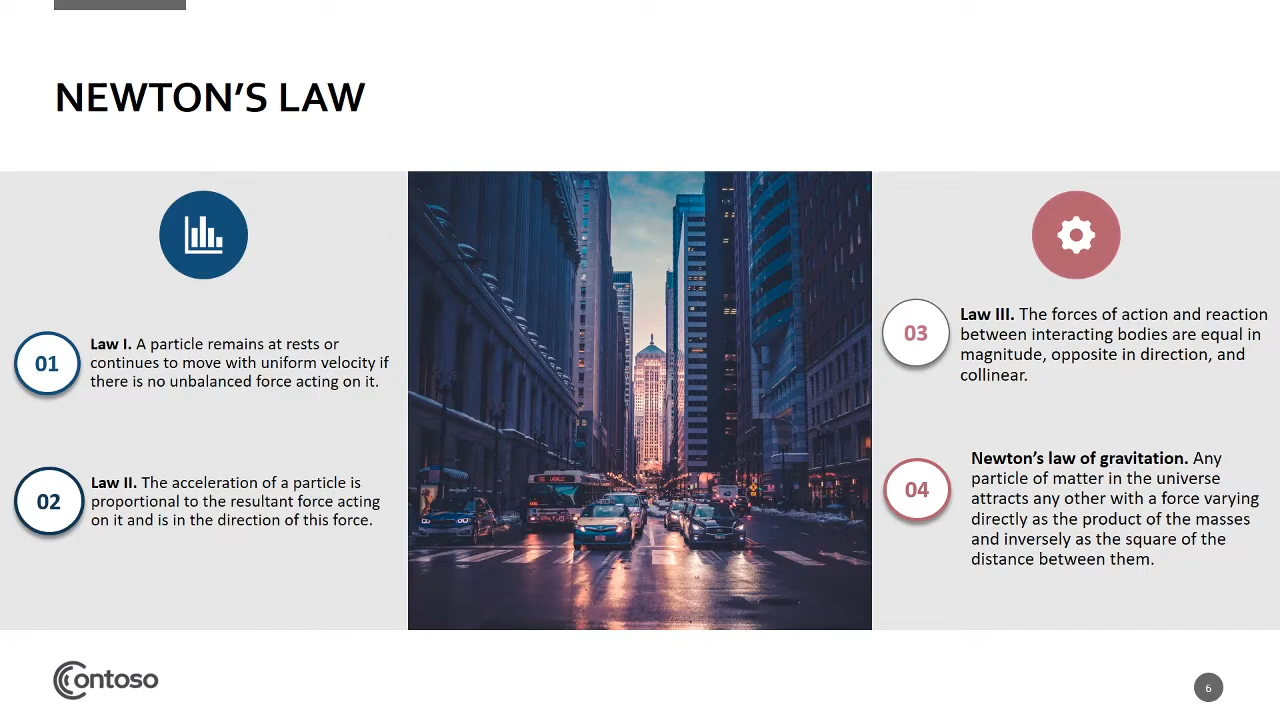 NEWTON’S LAW
01
Law I. A particle remains at rests or
continues to move with uniform velocity if
there is no unbalanced force acting on it.
02
Law II. The acceleration of a particle is
proportional to the resultant force acting
on it and is in the direction of this force.
03
Law III. The forces of action and reaction
between interacting bodies are equal in
magnitude, opposite in direction, and
collinear.
04
Newton’s law of gravitation. Any
particle of matter in the universe
attracts any other with a force varying
directly as the product of the masses
and inversely as the square of the
distance between them.
Contoso
6